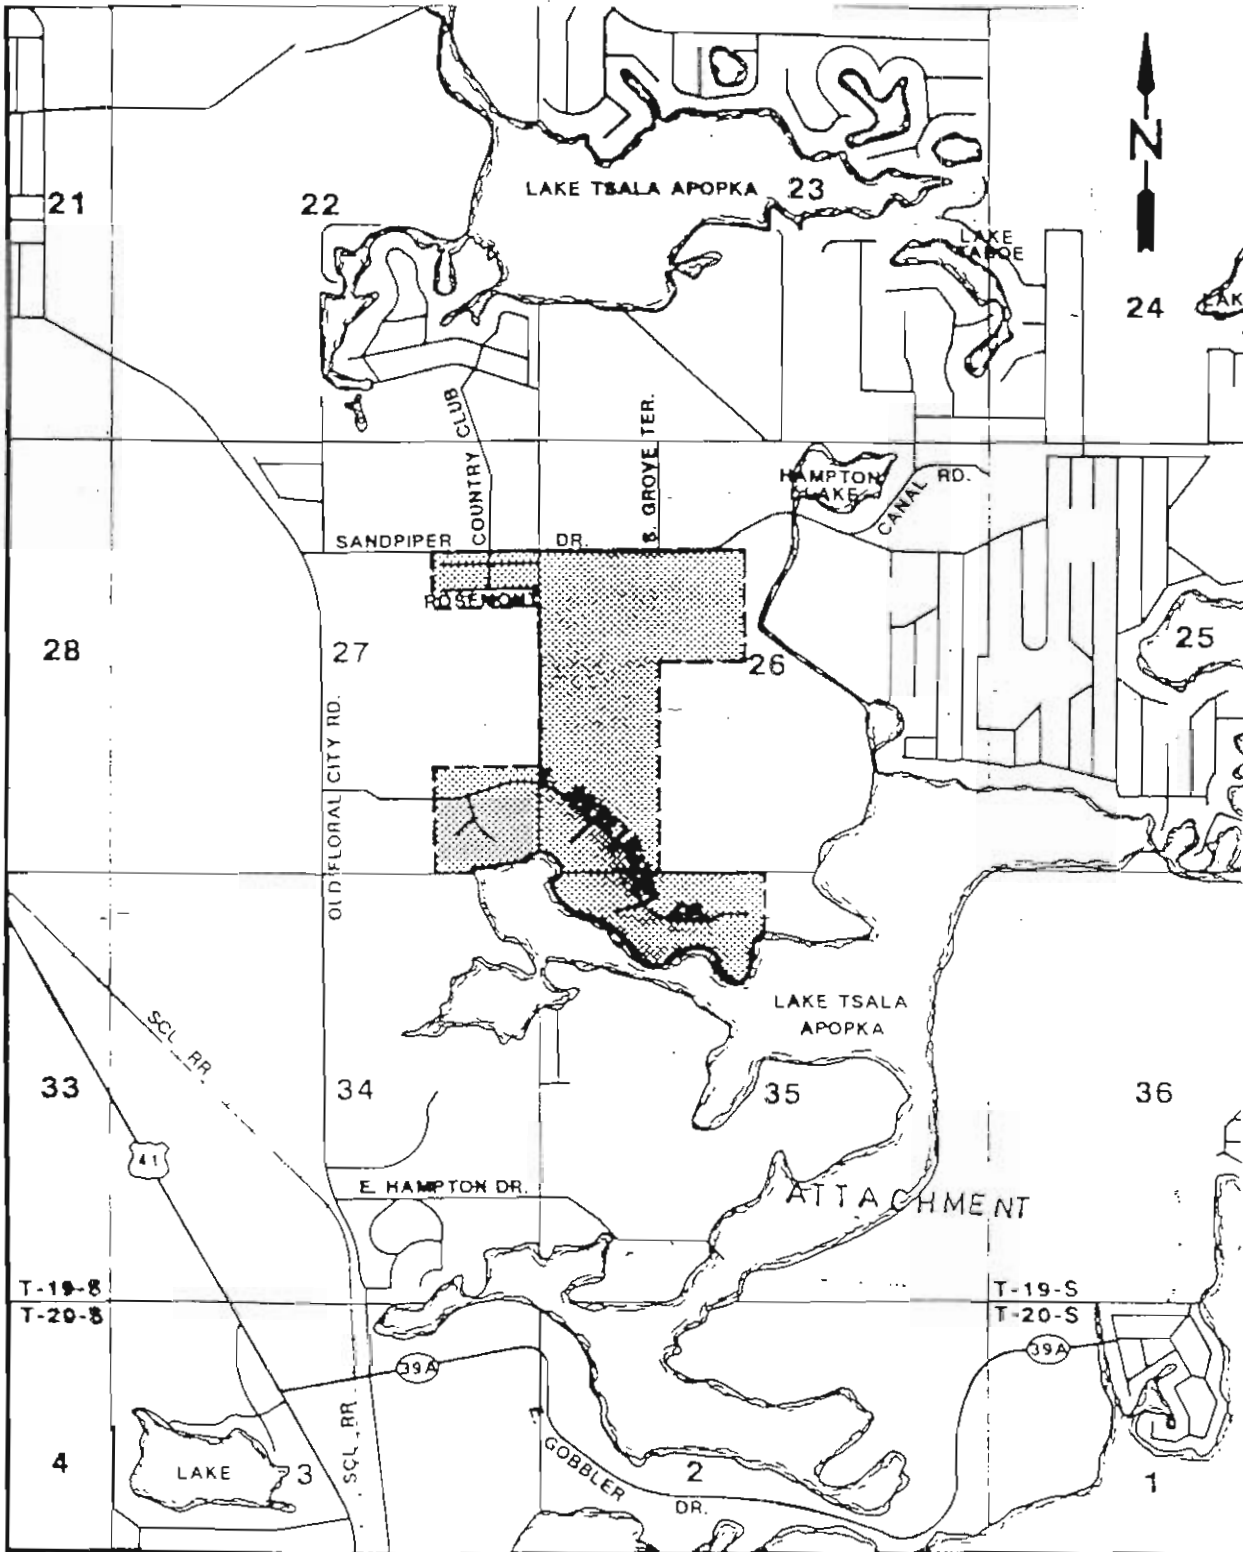 N
21
22
LAKE TSALA APOPKA
23
LAKE
TAHOE
24
LAK
COUNTRY CLUB
S. GROVE TER.
HAMPTON
LAKE
CANAL RD.
SANDPIPER DR.
ROSEMONT
28
27
26
25
OLD FLORAL CITY RD.
SCL RR
LAKE TSALA
APOPKA
33
34
35
36
41
E. HAMPTON DR.
ATTACHMENT
T-19-S
T-19-S
T-20-S
T-20-S
39A
39A
SCL RR
E. GOBBLER DR.
4
LAKE
3
2
1